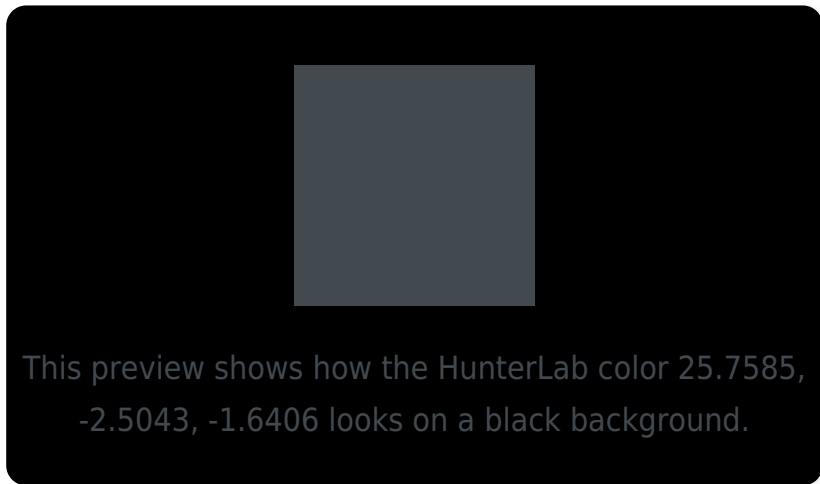 This preview shows how the HunterLab color 25.7585,
-2.5043, -1.6406 looks on a black background.